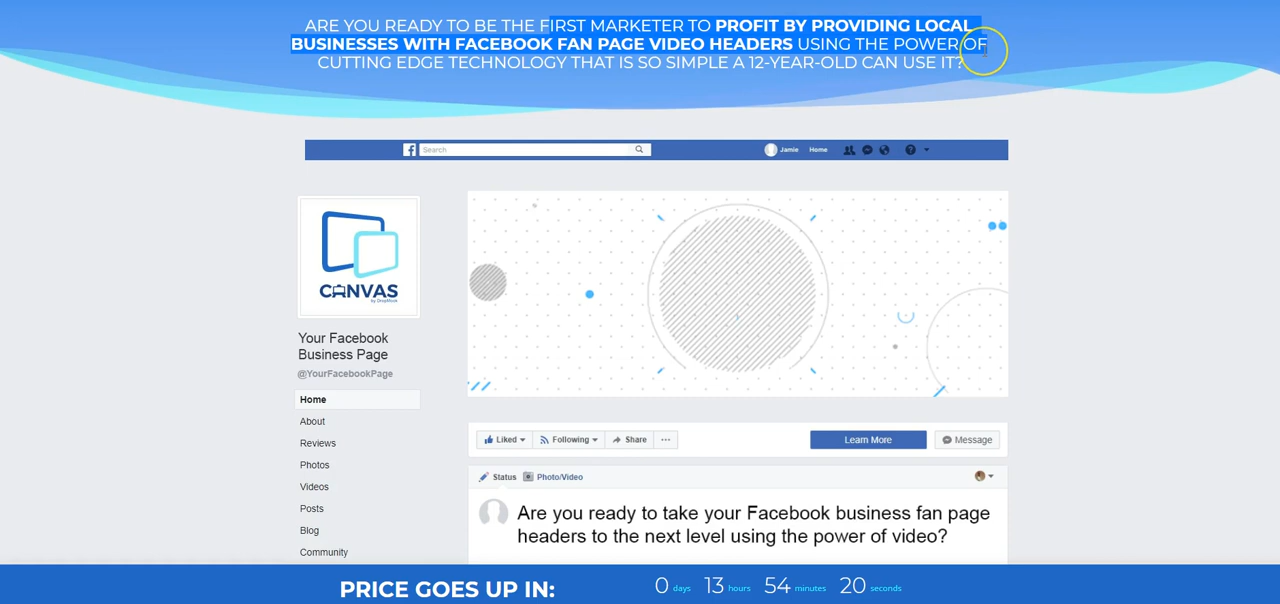 ARE YOU READY TO BE THE FIRST MARKETER TO PROFIT BY PROVIDING LOCAL
BUSINESSES WITH FACEBOOK FAN PAGE VIDEO HEADERS USING THE POWER OF
CUTTING EDGE TECHNOLOGY THAT IS SO SIMPLE A 12-YEAR-OLD CAN USE IT?
f Search Jamie Home ?
CANVAS
by DropMock
Your Facebook
Business Page
@YourFacebookPage
Home
About
Reviews
Photos
Videos
Posts
Blog
Community
Liked Following Share ... Learn More Message
Status Photo/Video
Are you ready to take your Facebook business fan page
headers to the next level using the power of video?
PRICE GOES UP IN: 0 days 13 hours 54 minutes 20 seconds